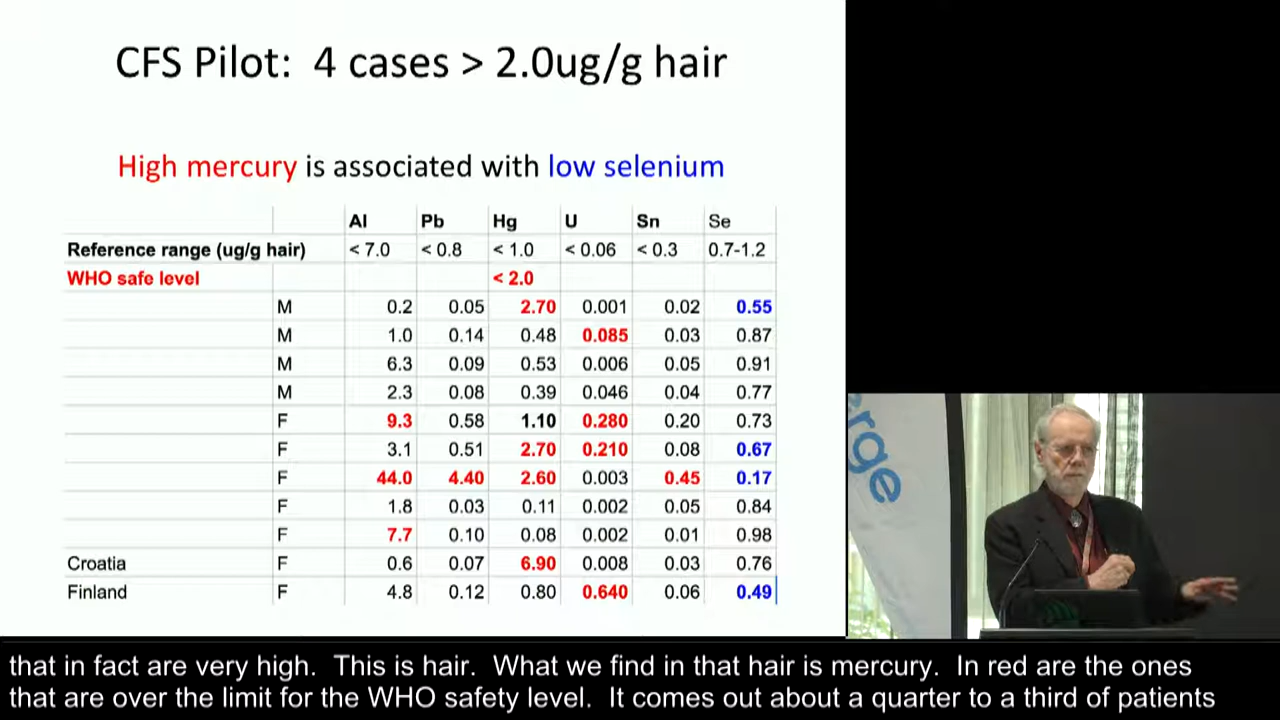 CFS Pilot:  4 cases > 2.0ug/g hair
High mercury is associated with low selenium
Al Pb Hg U Sn Se
Reference range (ug/g hair) < 7.0 < 0.8 < 1.0 < 0.06 < 0.3 0.7-1.2
WHO safe level < 2.0
M 0.2 0.05 2.70 0.001 0.02 0.55
M 1.0 0.14 0.48 0.085 0.03 0.87
M 6.3 0.09 0.53 0.006 0.05 0.91
M 2.3 0.08 0.39 0.046 0.04 0.77
F 9.3 0.58 1.10 0.280 0.20 0.73
F 3.1 0.51 2.70 0.210 0.08 0.67
F 44.0 4.40 2.60 0.003 0.45 0.17
F 1.8 0.03 0.11 0.002 0.05 0.84
F 7.7 0.10 0.08 0.002 0.01 0.98
Croatia F 0.6 0.07 6.90 0.008 0.03 0.76
Finland F 4.8 0.12 0.80 0.640 0.06 0.49
erge
that in fact are very high.  This is hair.  What we find in that hair is mercury.  In red are the ones
that are over the limit for the WHO safety level.  It comes out about a quarter to a third of patients